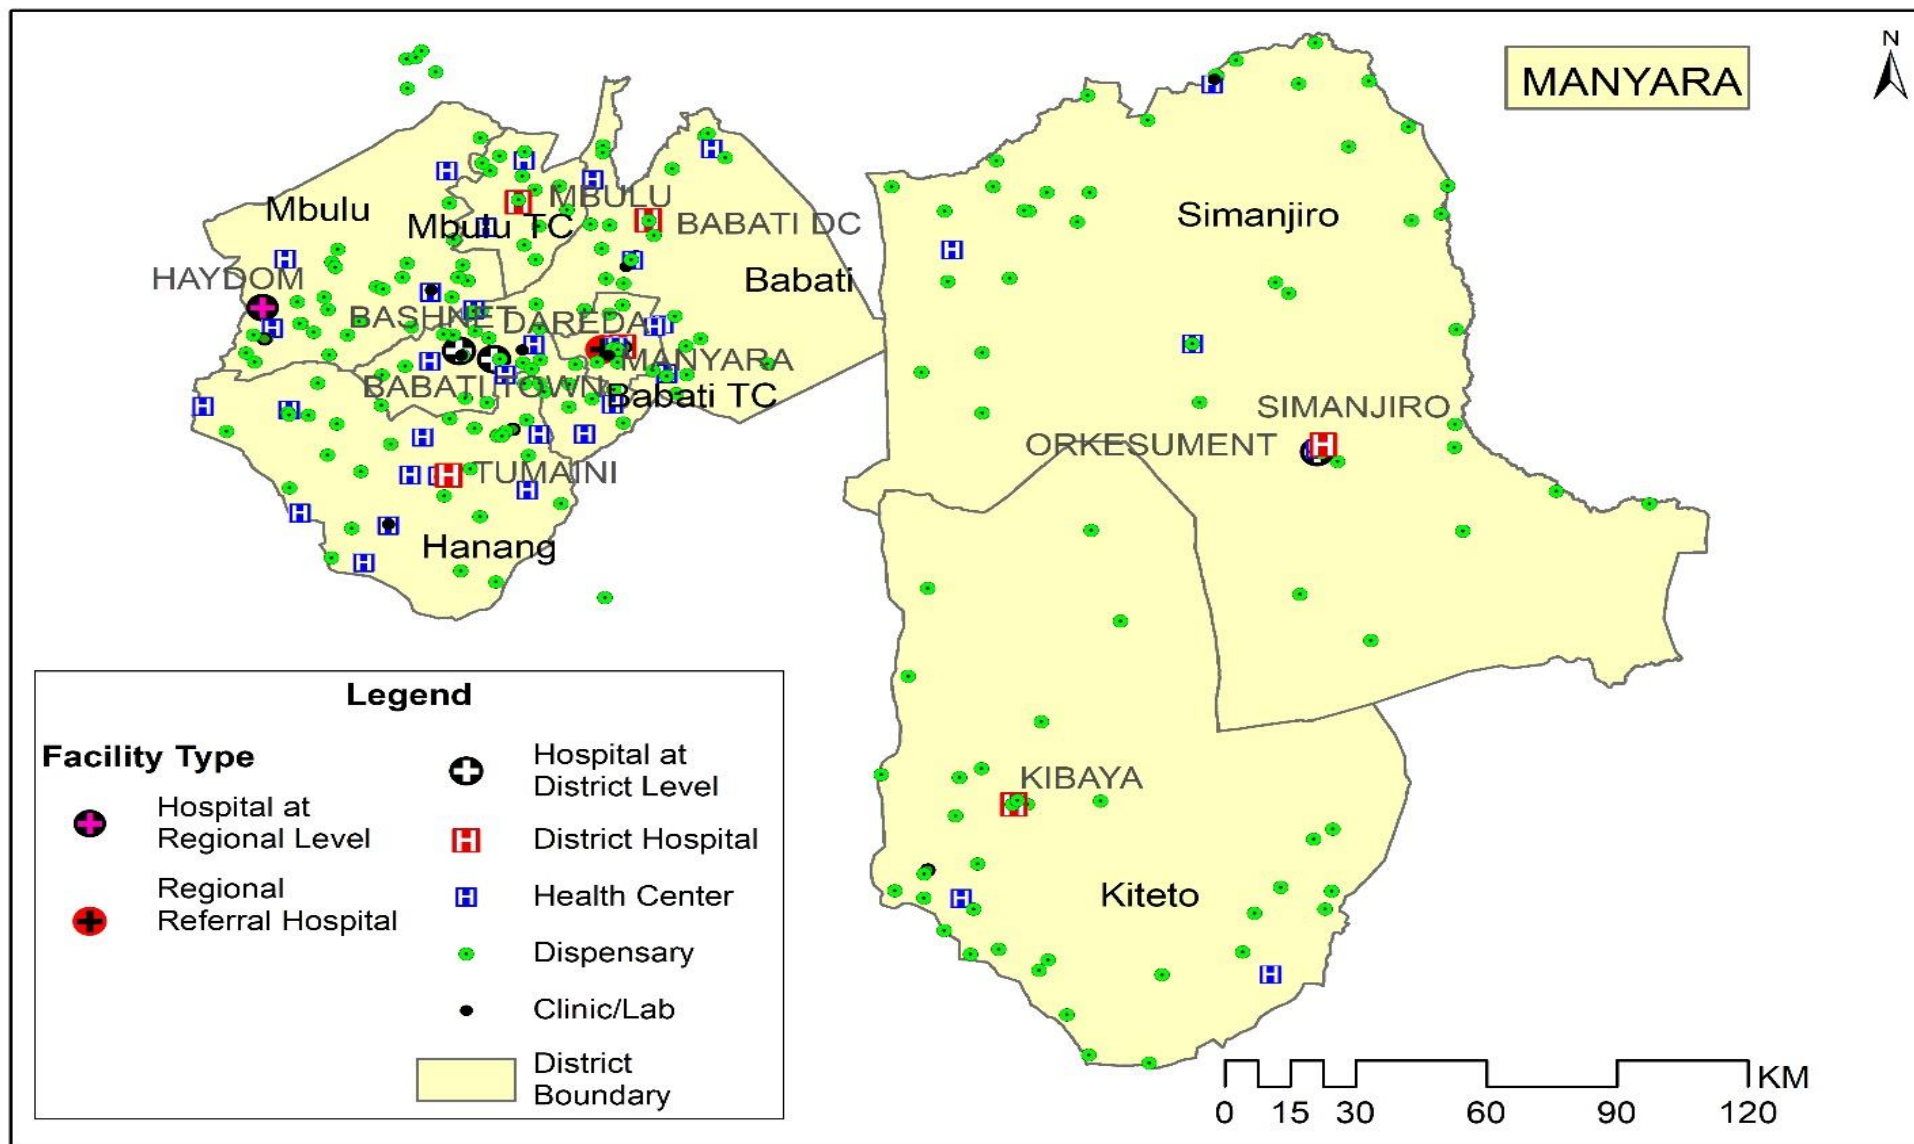 N
MANYARA
Mbulu
MBULU
Mbulu TC
BABATI DC
Simanjiro
HAYDOM
Babati
BASHNET
DAREDA
MANYARA
BABATI TOWN
Babati TC
SIMANJIRO
ORKESUMENT
TUMAINI
Hanang
KIBAYA
Kiteto
Legend
Facility Type
Hospital at
Regional Level
Regional
Referral Hospital
Hospital at
District Level
District Hospital
Health Center
Dispensary
Clinic/Lab
District
Boundary
KM
0 15 30 60 90 120